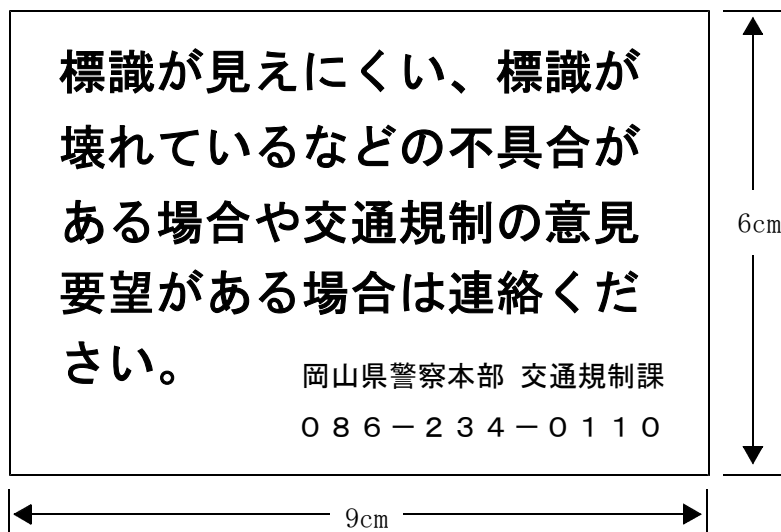 標識が見えにくい、標識が
壊れているなどの不具合が
ある場合や交通規制の意見
要望がある場合は連絡くだ
さい。
岡山県警察本部 交通規制課
０８６－２３４－０１１０
6cm
9cm